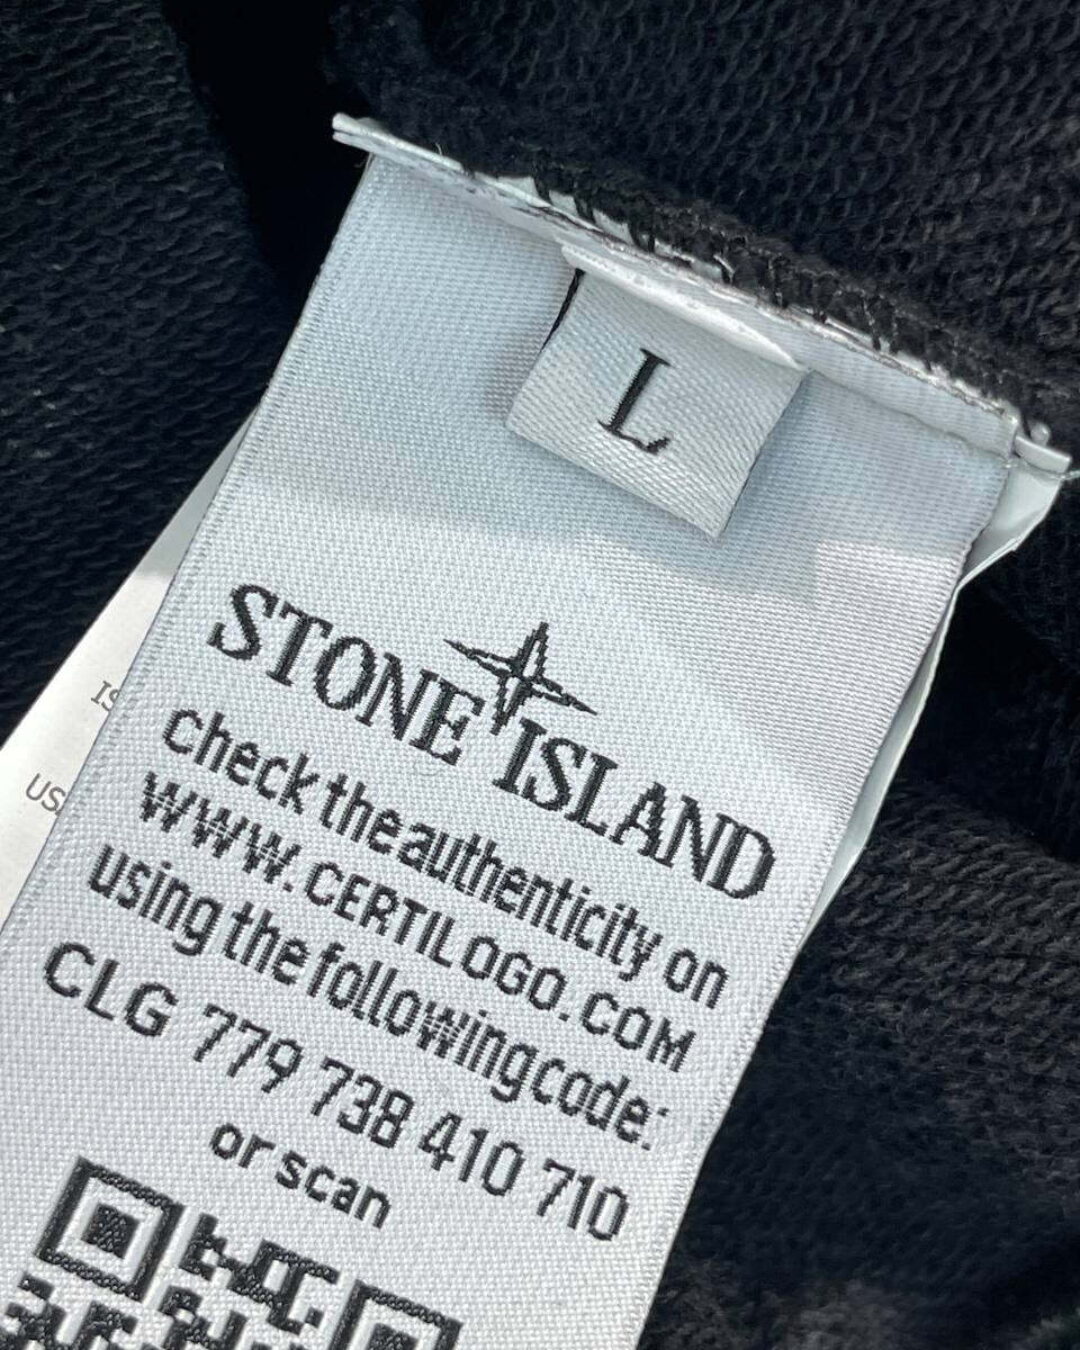 L
STONE ISLAND
check the authenticity on
WWW.CERTILOGO.COM
using the following code:
CLG 779 738 410 710
or scan